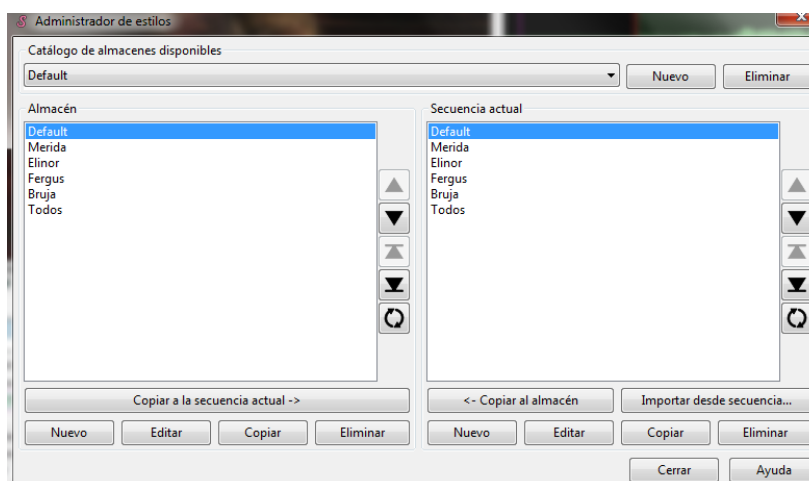 Administrador de estilos
Catálogo de almacenes disponibles
Default
Nuevo
Eliminar
Almacén
Default
Merida
Elinor
Fergus
Bruja
Todos
Copiar a la secuencia actual ->
Nuevo
Editar
Copiar
Eliminar
Secuencia actual
Default
Merida
Elinor
Fergus
Bruja
Todos
<- Copiar al almacén
Importar desde secuencia...
Nuevo
Editar
Copiar
Eliminar
Cerrar
Ayuda